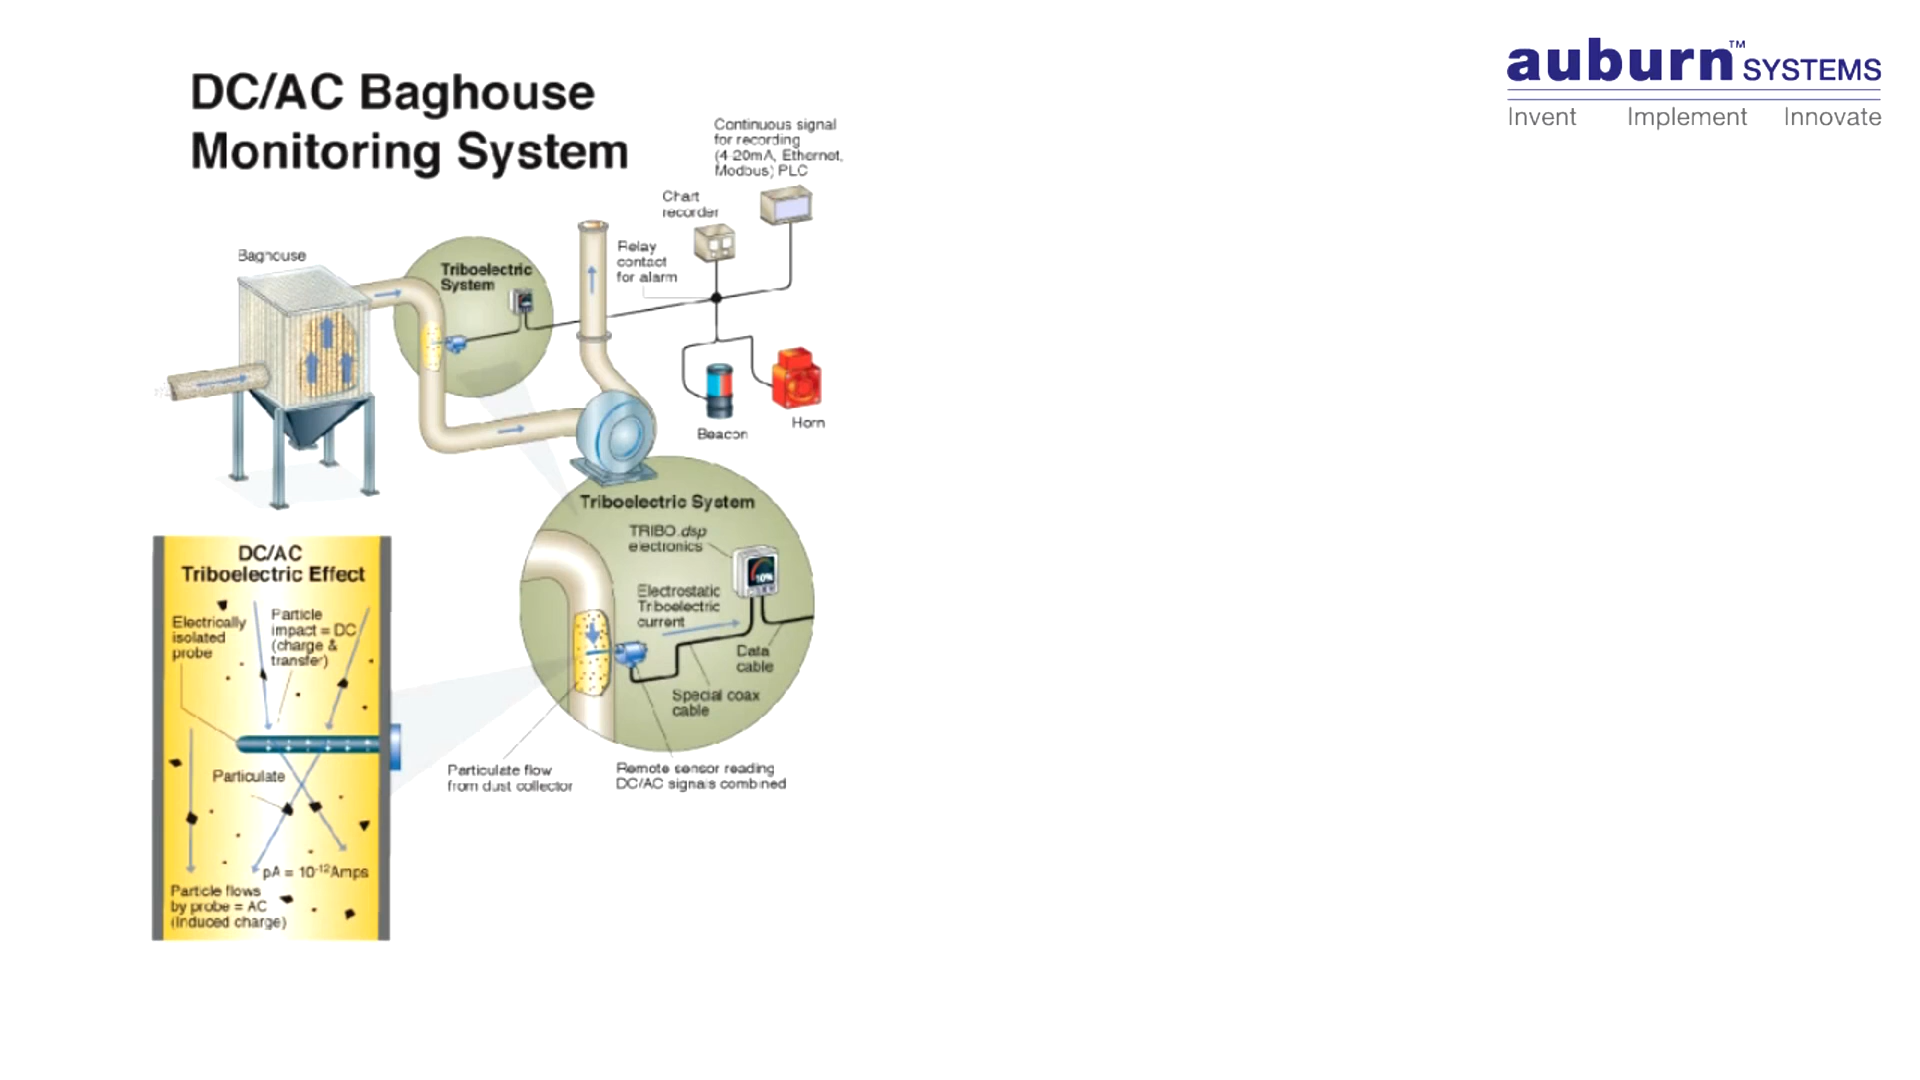 DC/AC Baghouse
Monitoring System
auburn™ SYSTEMS
Invent Implement Innovate
Continuous signal
for recording
(4-20mA, Ethernet,
Modbus) PLC
Chart
recorder
Relay
contact
for alarm
Baghouse
Triboelectric
System
Beacon
Horn
Triboelectric System
TRIBO.dsp
electronics
10%
Electrostatic
Triboelectric
current
Data
cable
Special coax
cable
Particulate flow
from dust collector
Remote sensor reading
DC/AC signals combined
DC/AC
Triboelectric Effect
Electrically
isolated
probe
Particle
impact = DC
(charge &
transfer)
Particulate
pA = 10-12Amps
Particle flows
by probe = AC
(Induced charge)